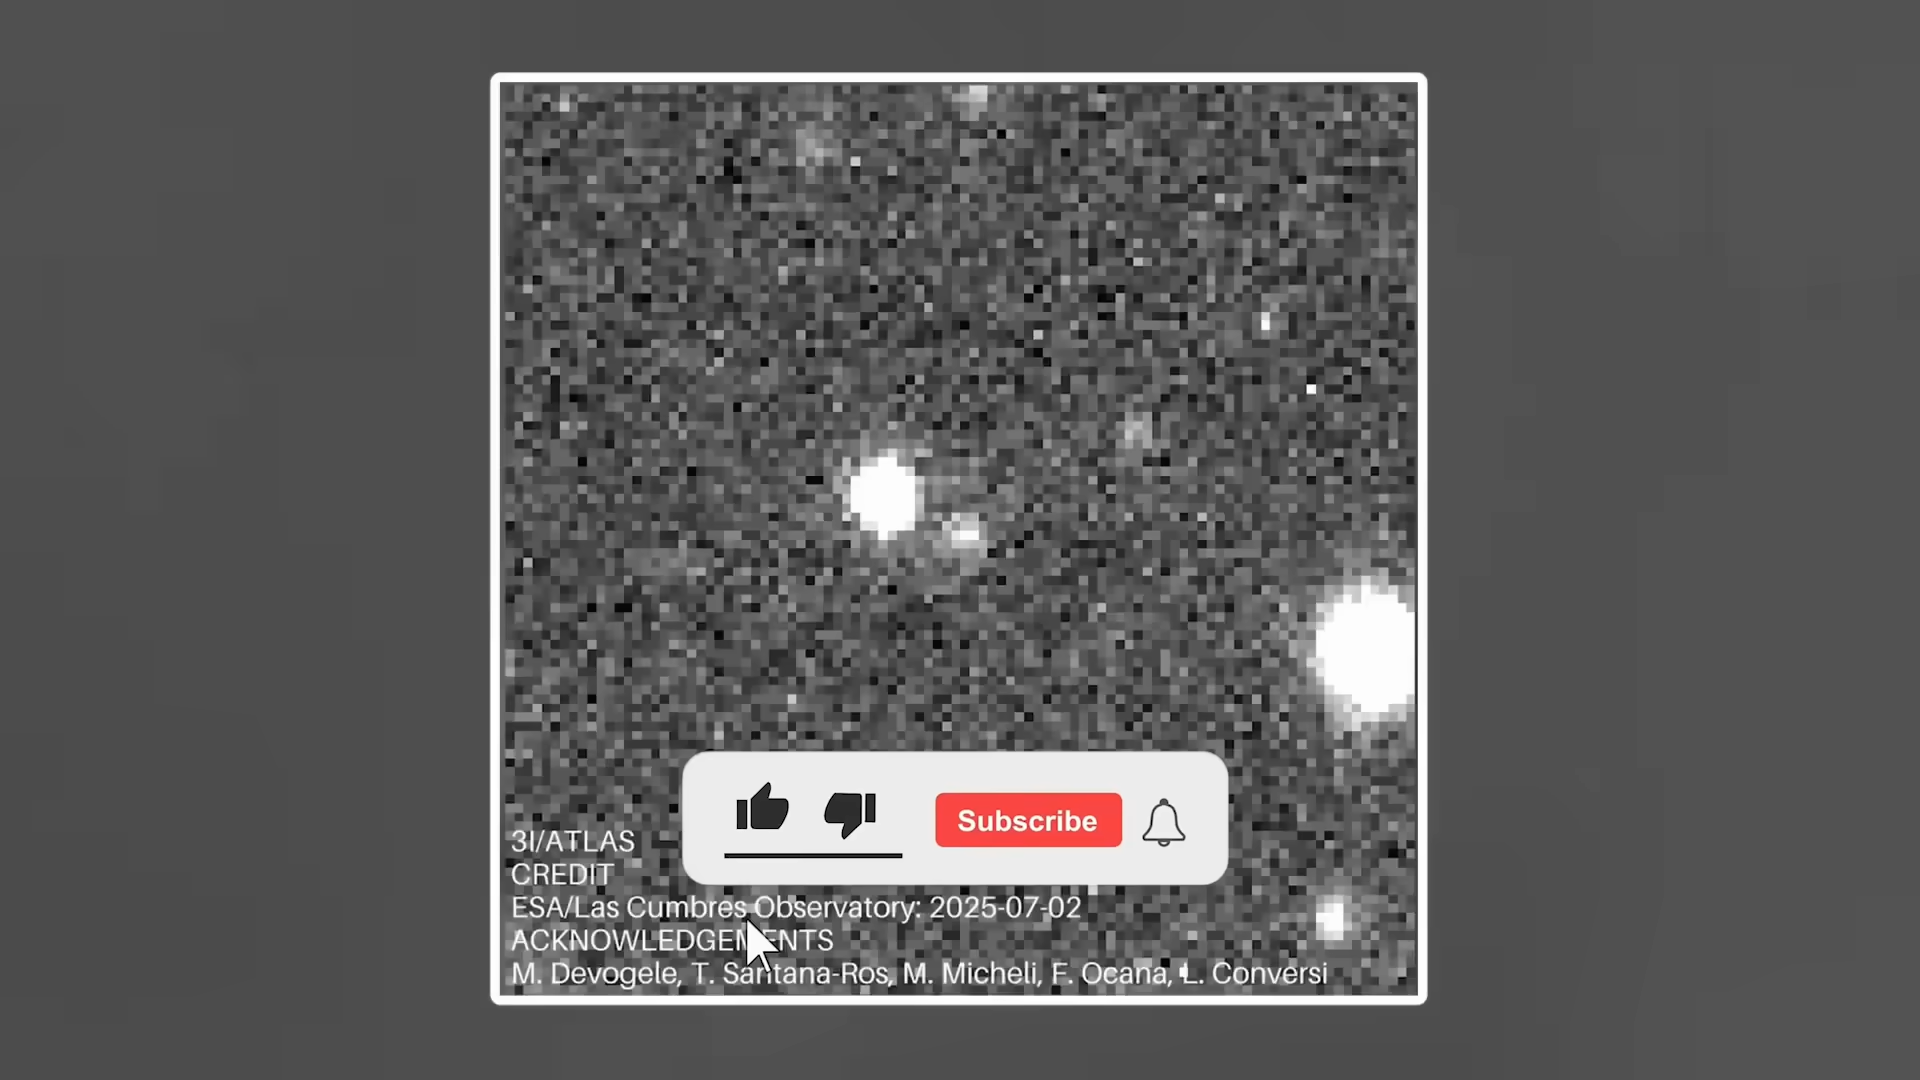 Subscribe
3I/ATLAS
CREDIT
ESA/Las Cumbres Observatory: 2025-07-02
ACKNOWLEDGEMENTS
M. Devogele, T. Santana-Ros, M. Micheli, F. Ocana, L. Conversi